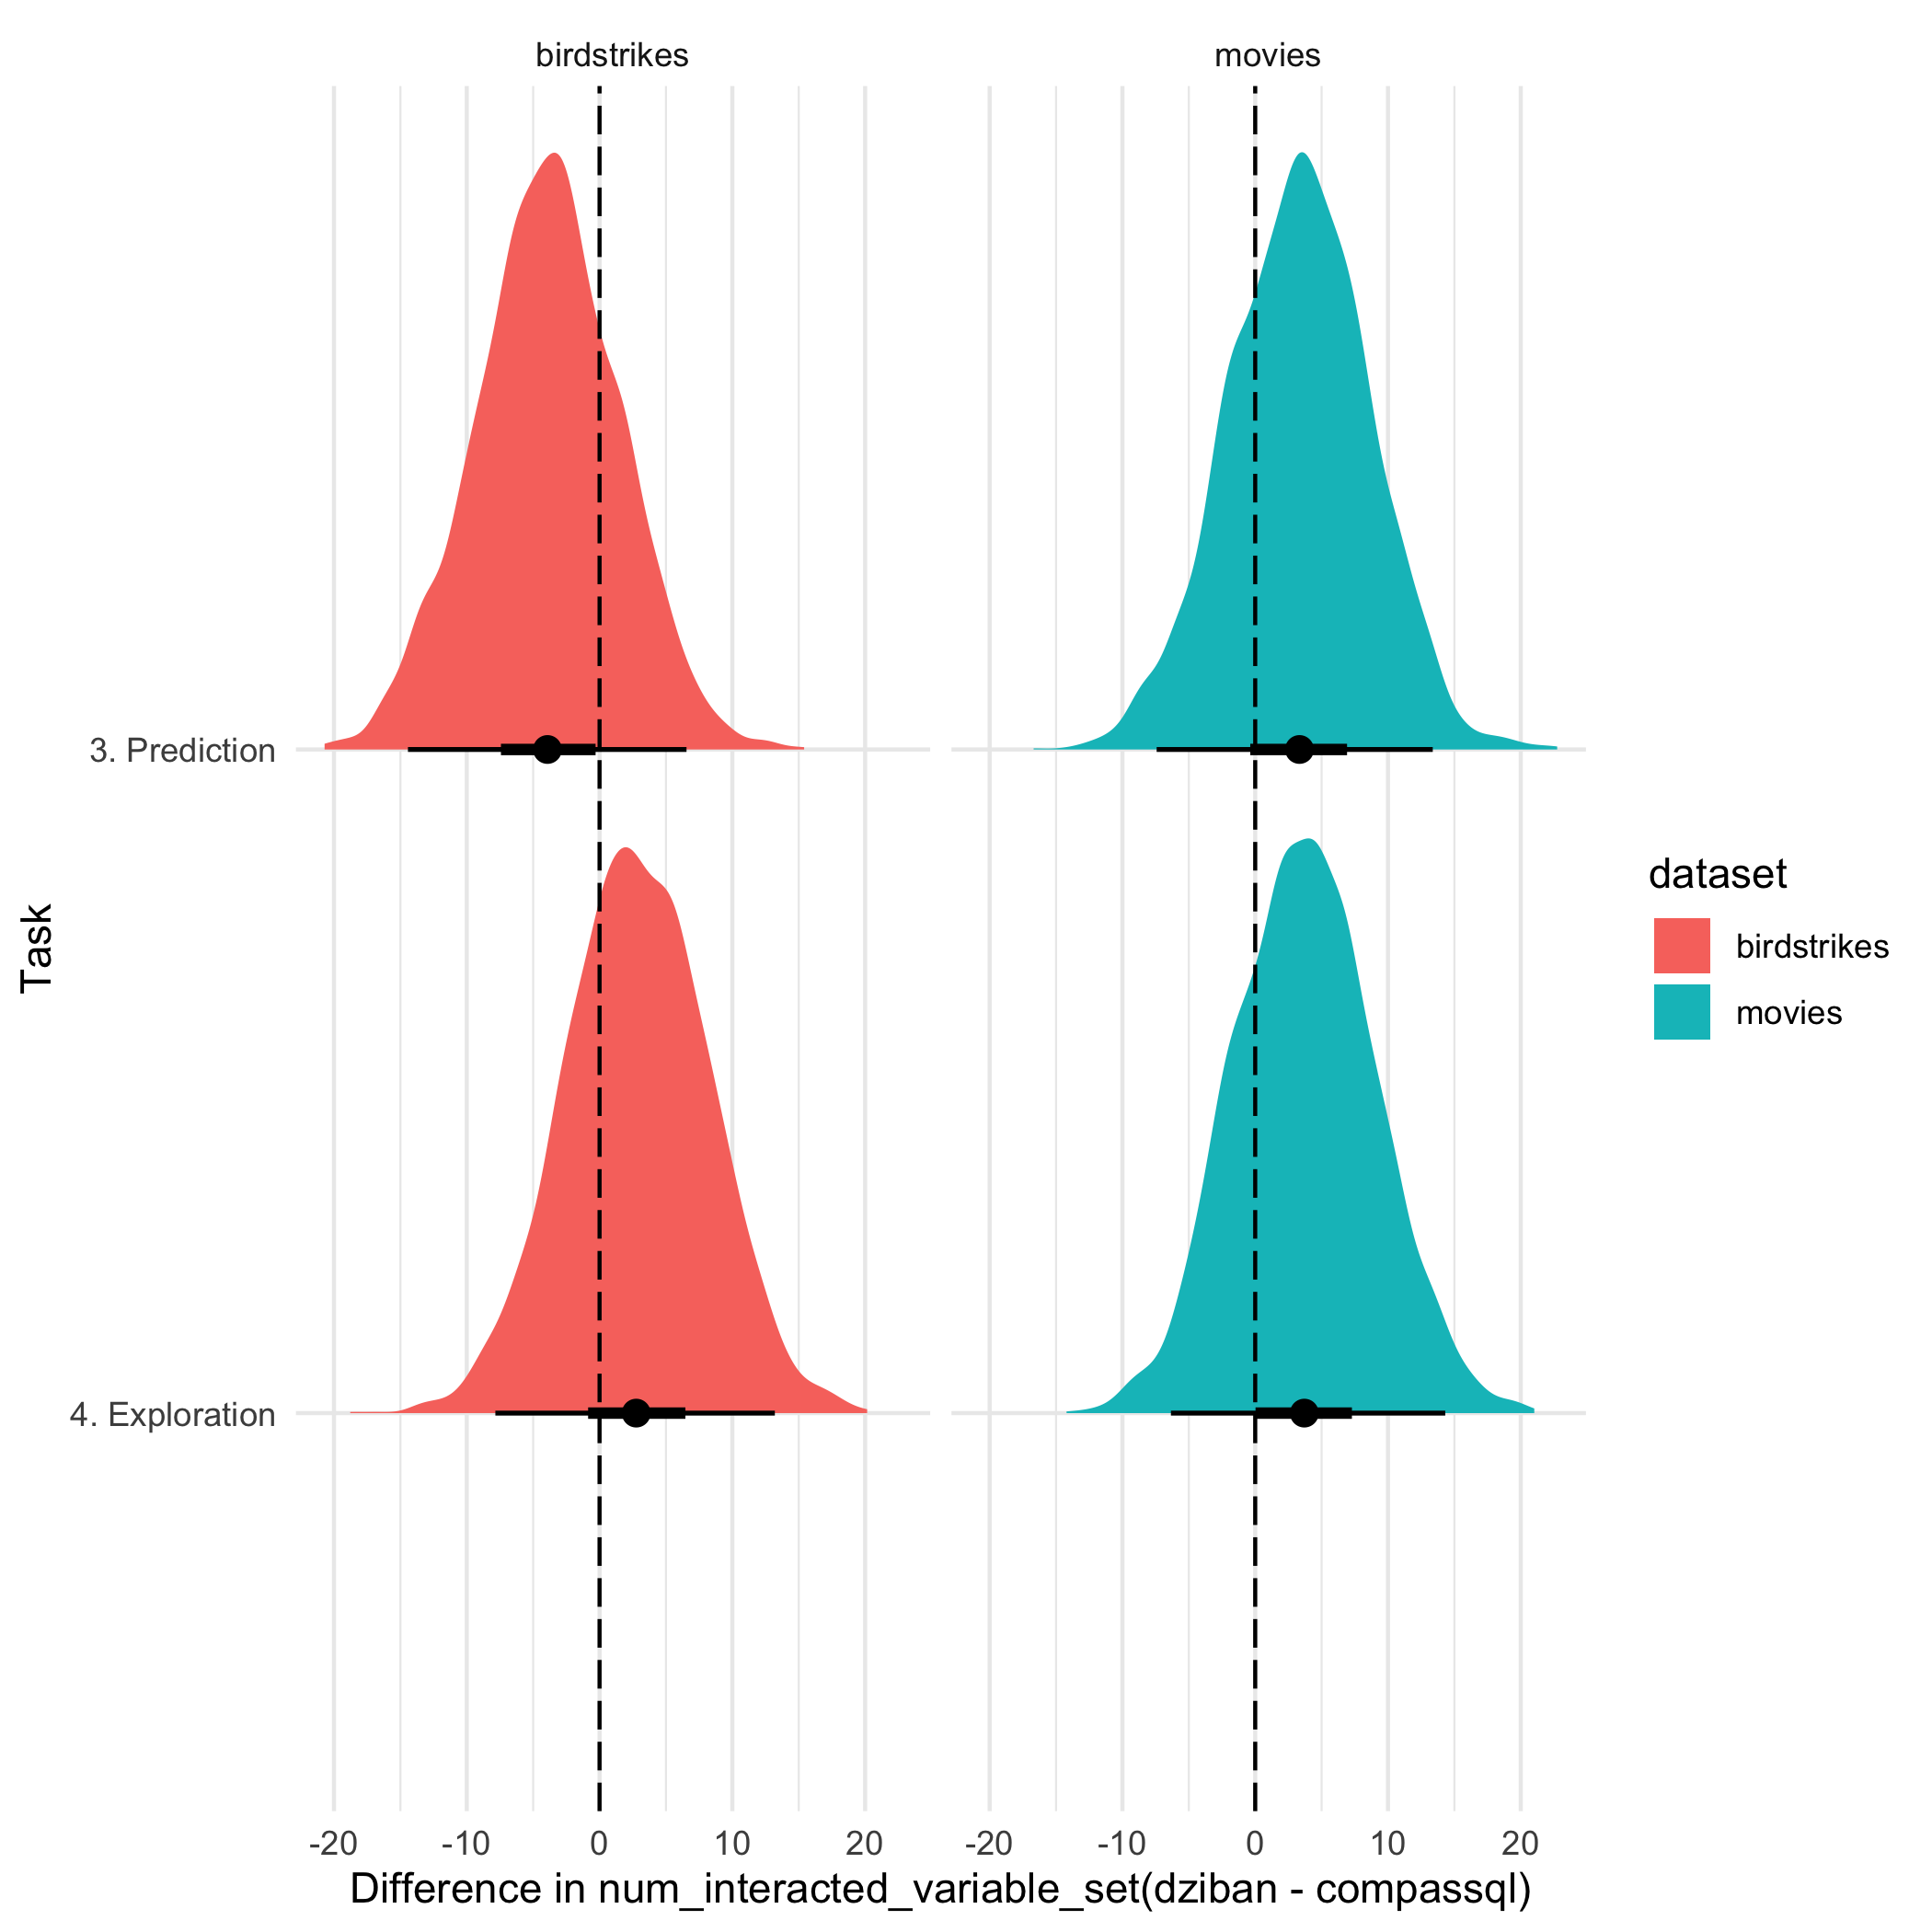 birdstrikes
movies
3. Prediction
4. Exploration
Task
-20 -10 0 10 20
-20 -10 0 10 20
Difference in num_interacted_variable_set(dziban - compassql)
dataset
birdstrikes
movies